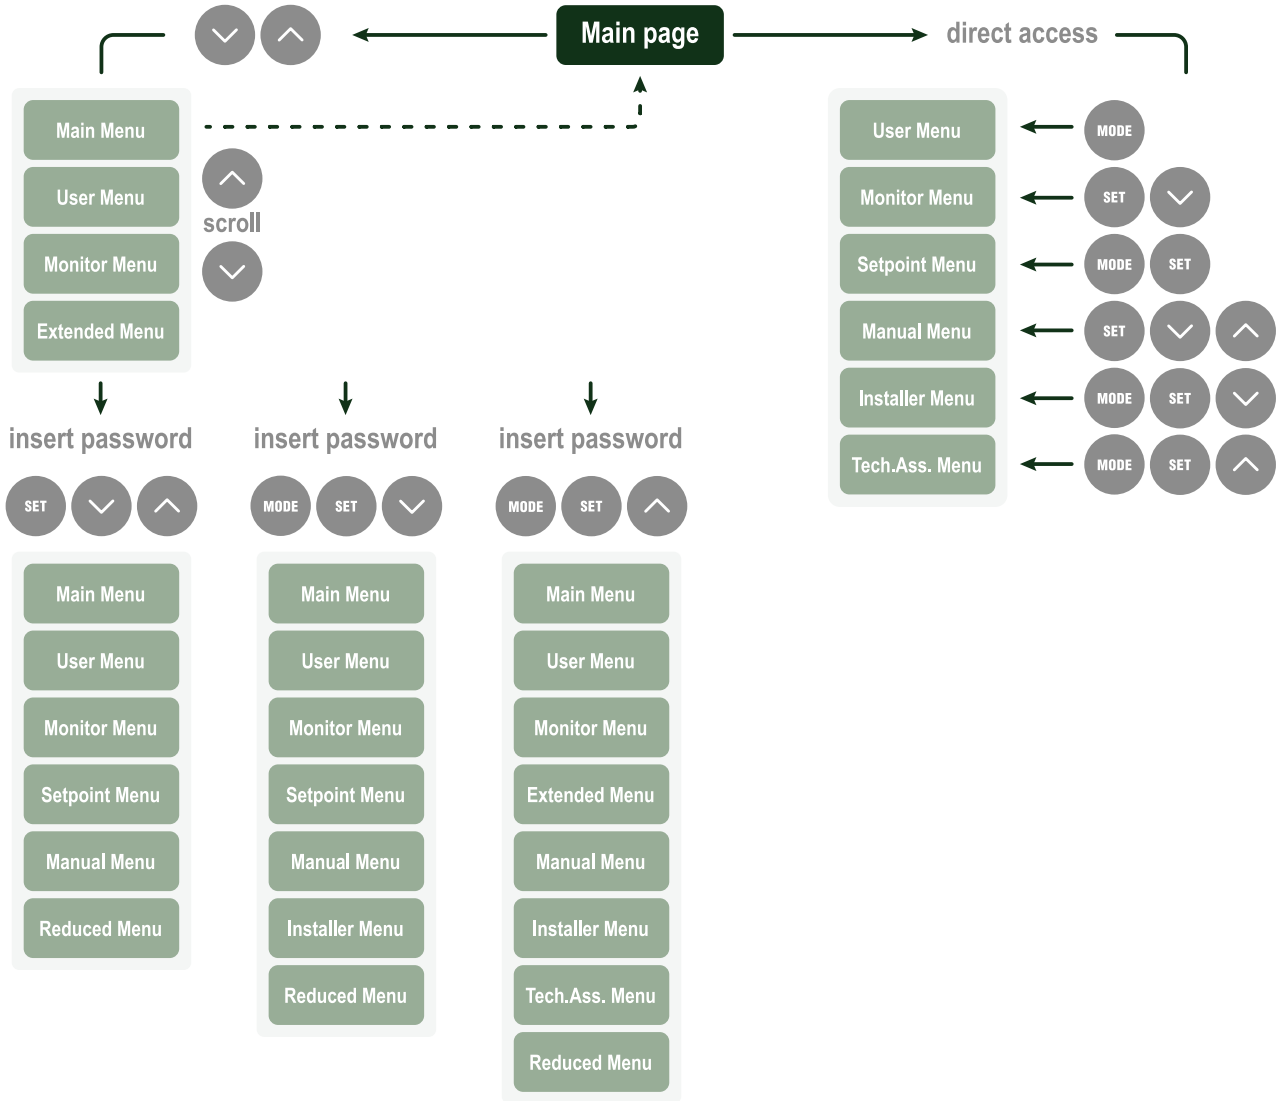 Main page
direct access
Main Menu
User Menu
Monitor Menu
Extended Menu
scroll
User Menu
MODE
Monitor Menu
SET
Setpoint Menu
MODE SET
Manual Menu
SET
Installer Menu
MODE SET
Tech.Ass. Menu
MODE SET
insert password
SET
Main Menu
User Menu
Monitor Menu
Setpoint Menu
Manual Menu
Reduced Menu
insert password
MODE SET
Main Menu
User Menu
Monitor Menu
Setpoint Menu
Manual Menu
Installer Menu
Reduced Menu
insert password
MODE SET
Main Menu
User Menu
Monitor Menu
Extended Menu
Manual Menu
Installer Menu
Tech.Ass. Menu
Reduced Menu